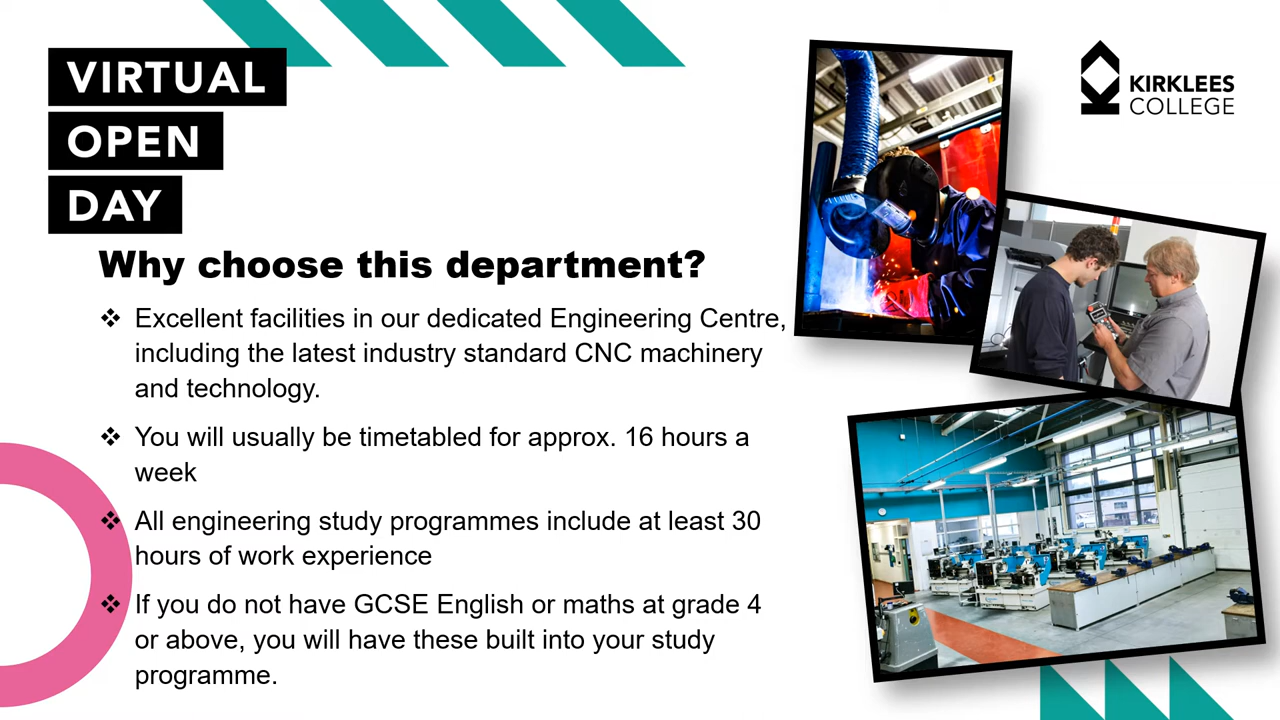 VIRTUAL
OPEN
DAY
KIRKLEES
COLLEGE
Why choose this department?
❖ Excellent facilities in our dedicated Engineering Centre,
including the latest industry standard CNC machinery
and technology.
❖ You will usually be timetabled for approx. 16 hours a
week
❖ All engineering study programmes include at least 30
hours of work experience
❖ If you do not have GCSE English or maths at grade 4
or above, you will have these built into your study
programme.